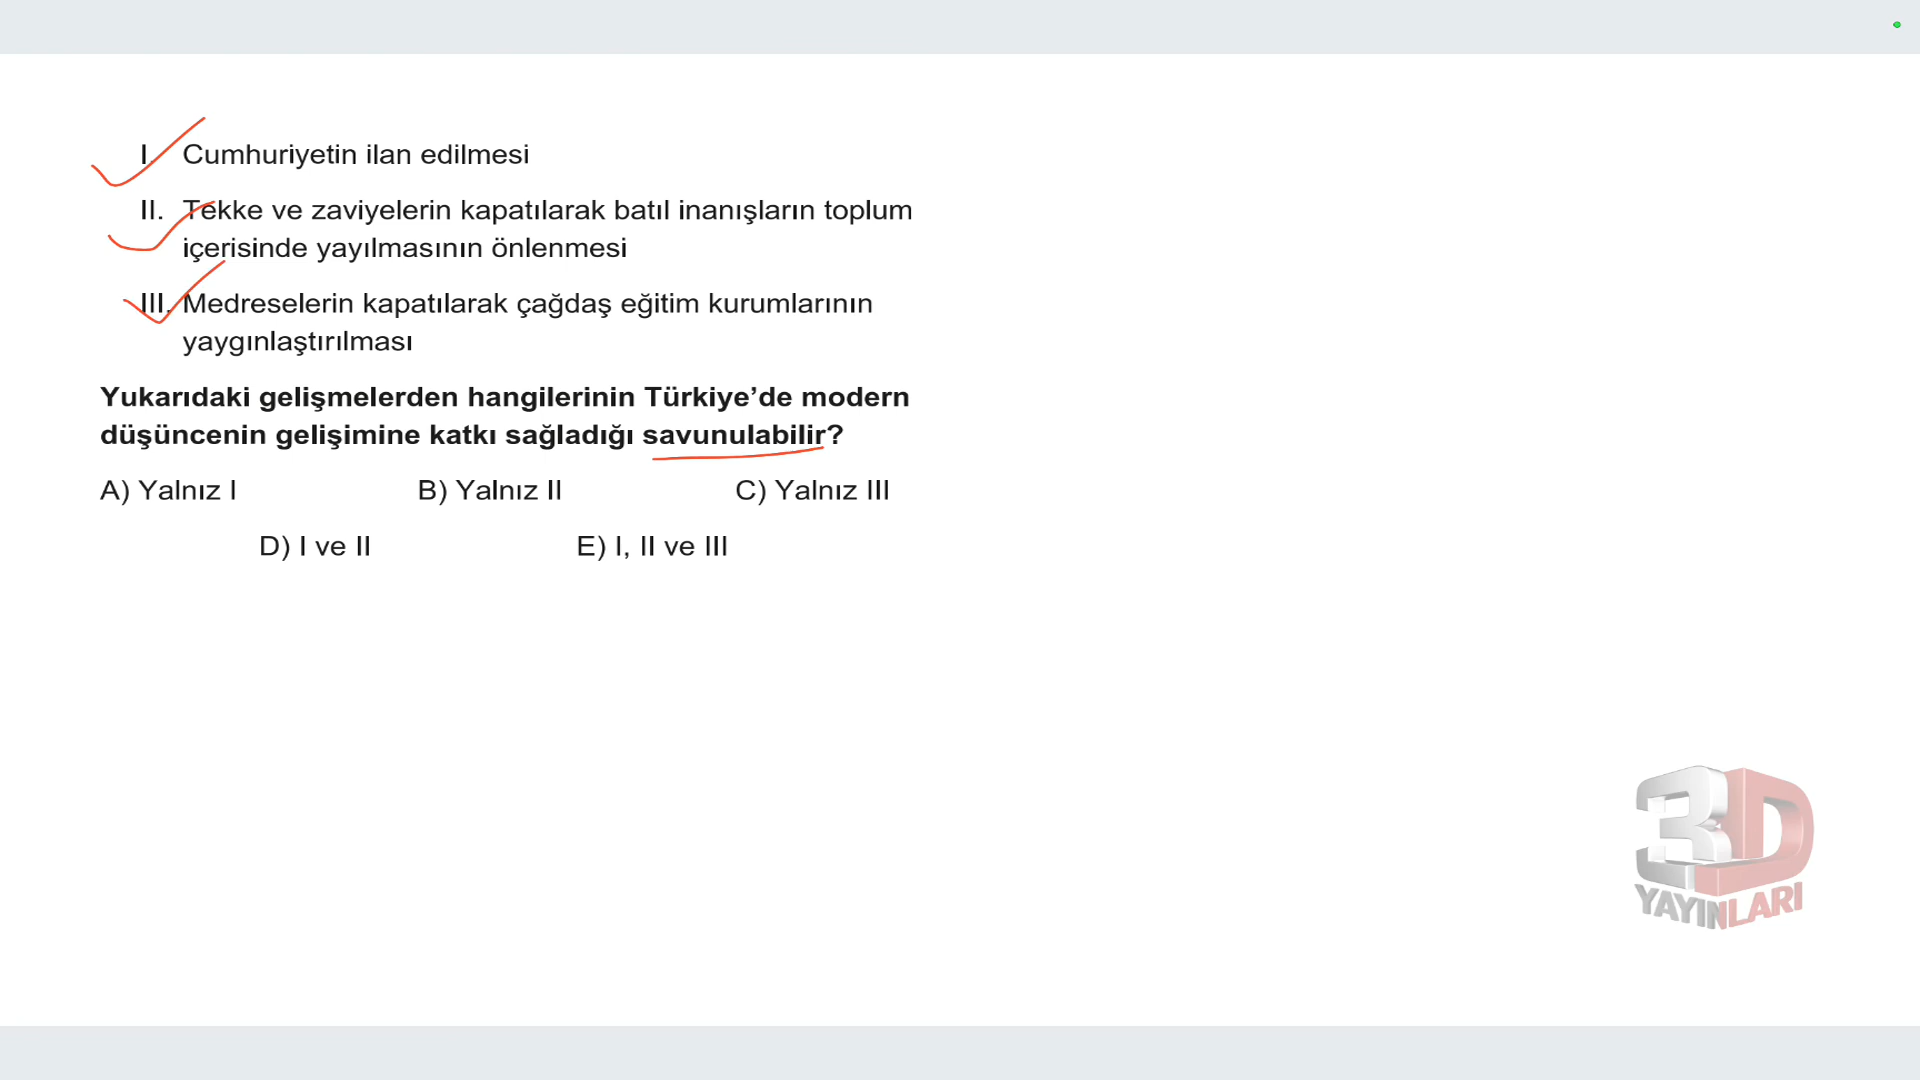 I. Cumhuriyetin ilan edilmesi
II. Tekke ve zaviyelerin kapatılarak batıl inanışların toplum
içerisinde yayılmasının önlenmesi
III. Medreselerin kapatılarak çağdaş eğitim kurumlarının
yaygınlaştırılması
Yukarıdaki gelişmelerden hangilerinin Türkiye’de modern
düşüncenin gelişimine katkı sağladığı savunulabilir?
A) Yalnız I B) Yalnız II C) Yalnız III
D) I ve II E) I, II ve III
3D
YAYINLARI